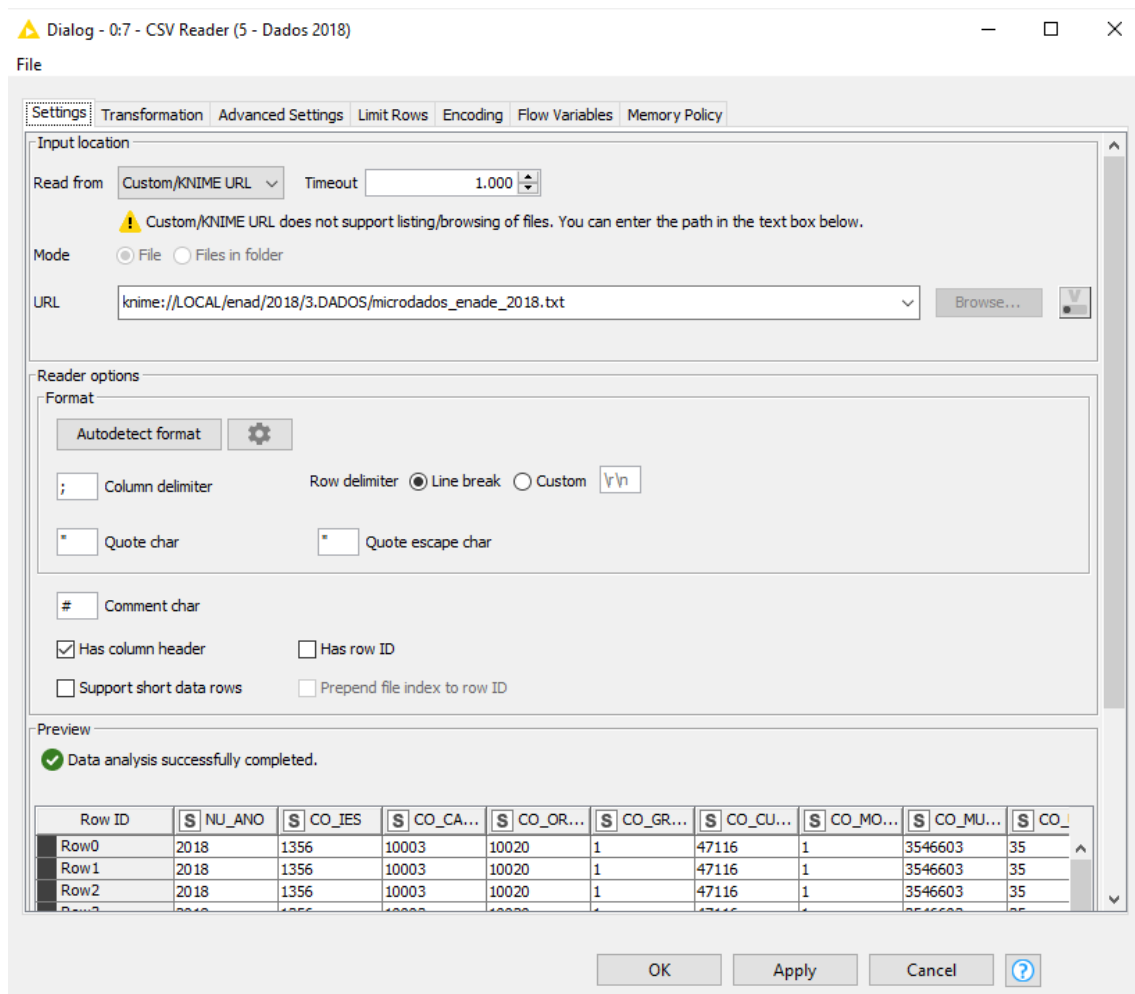 Dialog - 0:7 - CSV Reader (5 - Dados 2018)
File
Settings Transformation Advanced Settings Limit Rows Encoding Flow Variables Memory Policy
Input location
Read from Custom/KNIME URL Timeout 1.000
Custom/KNIME URL does not support listing/browsing of files. You can enter the path in the text box below.
Mode File Files in folder
URL knime://LOCAL/enad/2018/3.DADOS/microdados_enade_2018.txt Browse... V
Reader options
Format
Autodetect format
; Column delimiter Row delimiter Line break Custom \r\n
" Quote char " Quote escape char
# Comment char
Has column header Has row ID
Support short data rows Prepend file index to row ID
Preview
Data analysis successfully completed.
Row ID S NU_ANO S CO_IES S CO_CA... S CO_OR... S CO_GR... S CO_CU... S CO_MO... S CO_MU... S CO_
Row0 2018 1356 10003 10020 1 47116 1 3546603 35
Row1 2018 1356 10003 10020 1 47116 1 3546603 35
Row2 2018 1356 10003 10020 1 47116 1 3546603 35
OK Apply Cancel ?